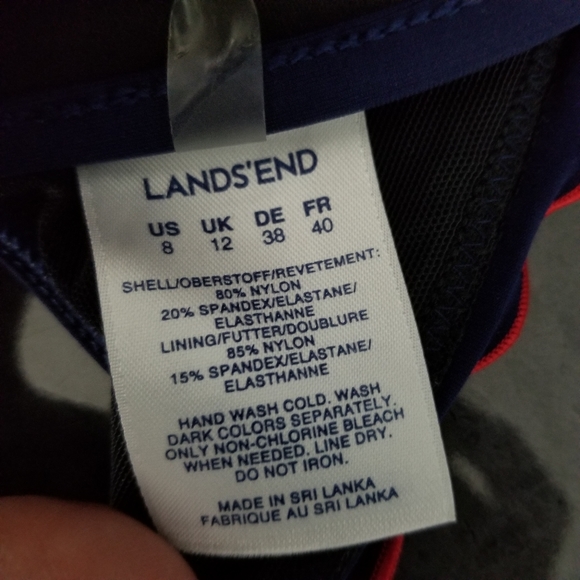 LANDS'END
US UK DE FR
8 12 38 40
SHELL/OBERSTOFF/REVETEMENT:
80% NYLON
20% SPANDEX/ELASTANE/
ELASTHANNE
LINING/FUTTER/DOUBLURE
85% NYLON
15% SPANDEX/ELASTANE/
ELASTHANNE
HAND WASH COLD. WASH
DARK COLORS SEPARATELY.
ONLY NON-CHLORINE BLEACH
WHEN NEEDED. LINE DRY.
DO NOT IRON.
MADE IN SRI LANKA
FABRIQUE AU SRI LANKA